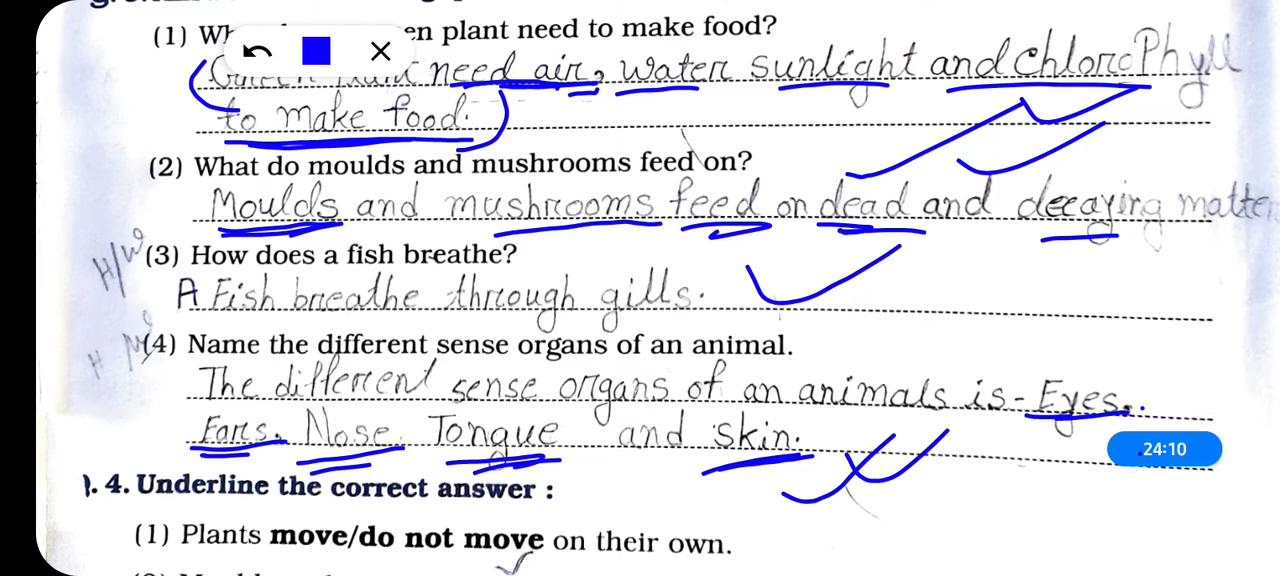 (1) Wh en plant need to make food?
Green Plant need air, water sunlight and chloroPhyll
to make food.
(2) What do moulds and mushrooms feed on?
Moulds and mushrooms feed on dead and decaying matter
H/W (3) How does a fish breathe?
A Fish breathe through gills.
(4) Name the different sense organs of an animal.
The different sense organs of an animals is - Eyes.
Ears. Nose. Tongue and skin.
24:10
4. Underline the correct answer :
(1) Plants move/do not move on their own.